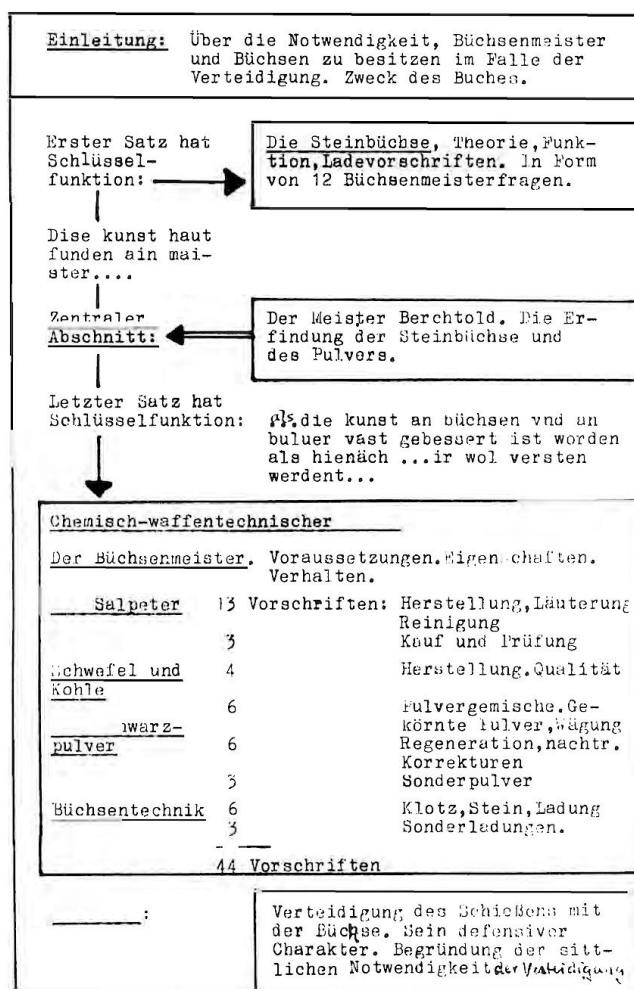 Einleitung: Über die Notwendigkeit, Büchsenmeister
und Büchsen zu besitzen im Falle der
Verteidigung. Zweck des Buches.
Erster Satz hat
Schlüssel-
funktion:
Die Steinbüchse, Theorie,Funk-
tion,Ladevorschriften. In Form
von 12 Büchsenmeisterfragen.
Dise kunst haut
funden ain mai-
ster....
Zentraler
Abschnitt:
Der Meister Berchtold. Die Er-
findung der Steinbüchse und
des Pulvers.
Letzter Satz hat
Schlüsselfunktion:
als die kunst an büchsen vnd an
buluer vast gebessert ist worden
als hienäch ...ir wol versten
werdent...
Chemisch-waffentechnischer
Der Büchsenmeister. Voraussetzungen.Eigenschaften.
Verhalten.
Salpeter 13 Vorschriften: Herstellung,Läuterung
Reinigung
3 Kauf und Prüfung
Schwefel und 4 Herstellung.Qualität
Kohle
6 Pulvergemische.Ge-
warz- körnte Pulver,Wägung
pulver 6 Regeneration,nachtr.
Korrekturen
3 Sonderpulver
Büchsentechnik 6 Klotz,Stein,Ladung
3 Sonderladungen.
44 Vorschriften
:
Verteidigung des Schießens mit
der Büchse. Sein defensiver
Charakter. Begründung der sitt-
lichen Notwendigkeit der Verteidigung